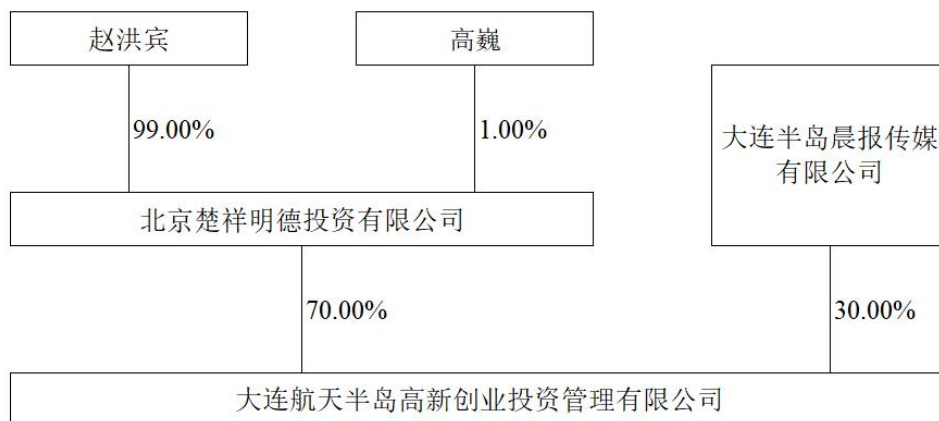 赵洪宾
高巍
99.00%
1.00%
大连半岛晨报传媒
有限公司
北京楚祥明德投资有限公司
70.00%
30.00%
大连航天半岛高新创业投资管理有限公司